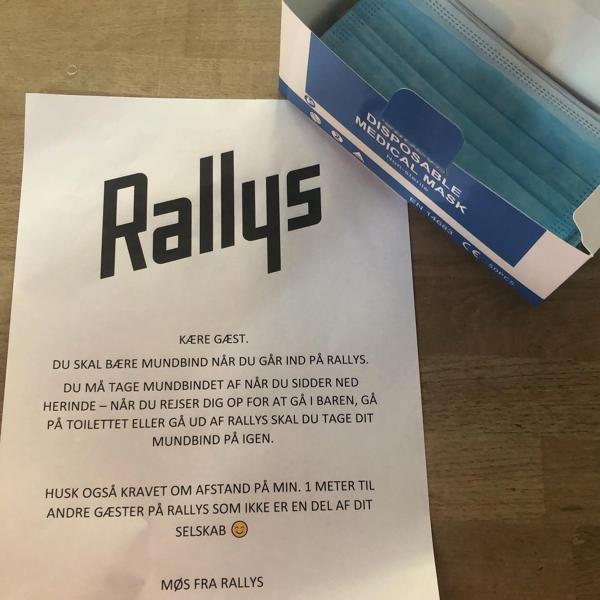 Rallys
KÆRE GÆST.
DU SKAL BÆRE MUNDBIND NÅR DU GÅR IND PÅ RALLYS.
DU MÅ TAGE MUNDBINDET AF NÅR DU SIDDER NED
HERINDE – NÅR DU REJSER DIG OP FOR AT GÅ I BAREN, GÅ
PÅ TOILETTET ELLER GÅ UD AF RALLYS SKAL DU TAGE DIT
MUNDBIND PÅ IGEN.
HUSK OGSÅ KRAVET OM AFSTAND PÅ MIN. 1 METER TIL
ANDRE GÆSTER PÅ RALLYS SOM IKKE ER EN DEL AF DIT
SELSKAB 😊
MØS FRA RALLYS
DISPOSABLE
MEDICAL MASK
Non-sterile
EN 14683 CE 50PCS